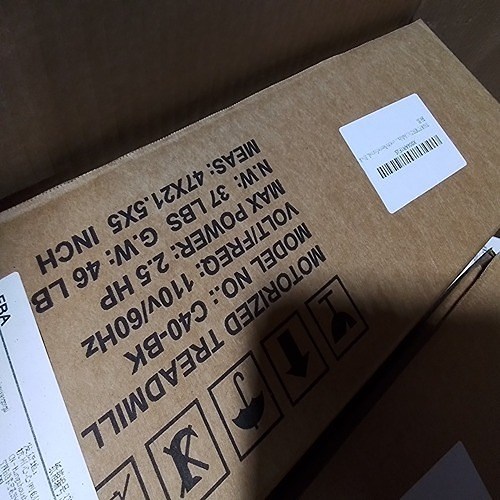 MOTORIZED TREADMILL
MODEL NO.: C40-BK
VOLT/FREQ: 110V/60Hz
MAX POWER: 2.5 HP
N.W: 37 LBS G.W: 46 LB
MEAS: 47X21.5X5 INCH
ERA